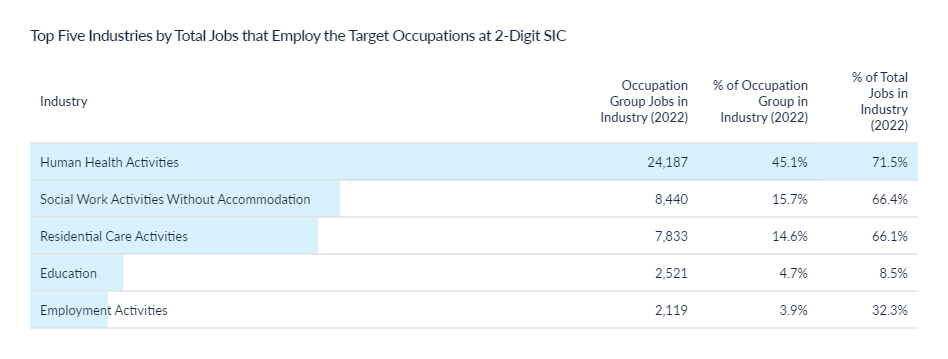 Top Five Industries by Total Jobs that Employ the Target Occupations at 2-Digit SIC
Industry
Occupation
Group Jobs in
Industry (2022)
% of Occupation
Group in
Industry (2022)
% of Total
Jobs in
Industry
(2022)
Human Health Activities 24,187 45.1% 71.5%
Social Work Activities Without Accommodation 8,440 15.7% 66.4%
Residential Care Activities 7,833 14.6% 66.1%
Education 2,521 4.7% 8.5%
Employment Activities 2,119 3.9% 32.3%